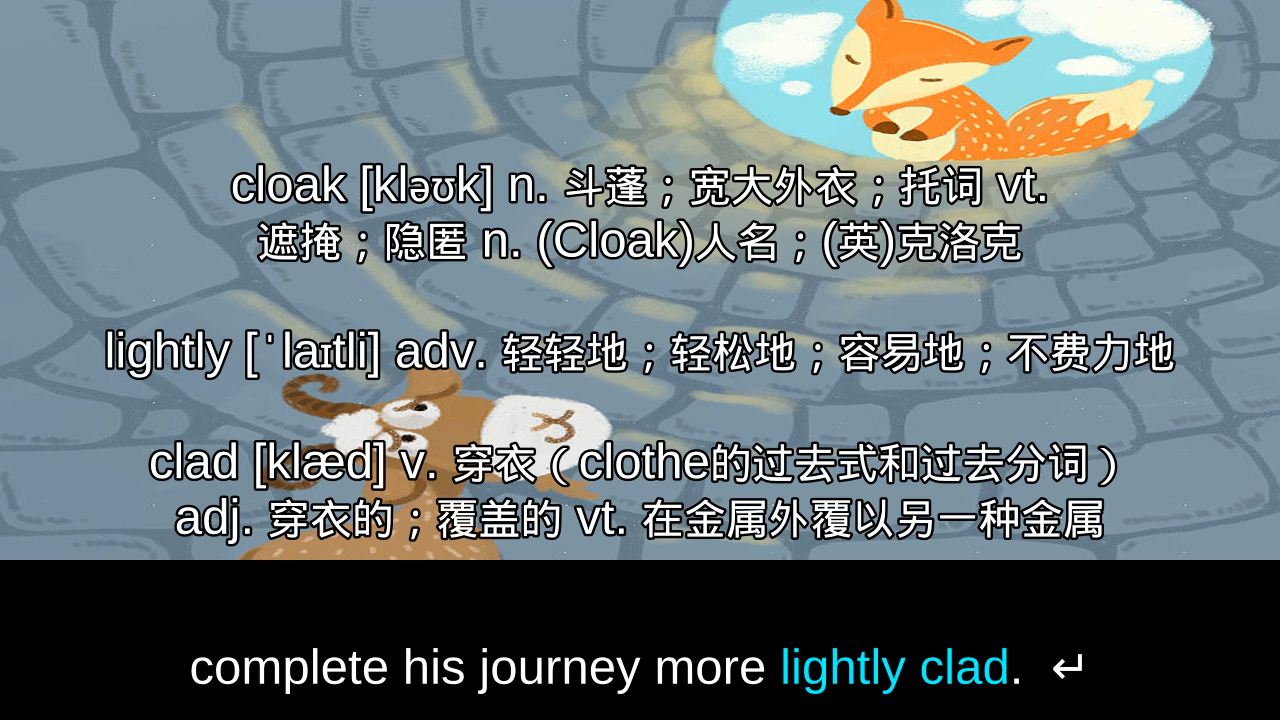 cloak [kləʊk] n. 斗蓬；宽大外衣；托词 vt.
遮掩；隐匿 n. (Cloak)人名；(英)克洛克
lightly [ˈlaɪtli] adv. 轻轻地；轻松地；容易地；不费力地
clad [klæd] v. 穿衣（clothe的过去式和过去分词）
adj. 穿衣的；覆盖的 vt. 在金属外覆以另一种金属
complete his journey more lightly clad. ↵